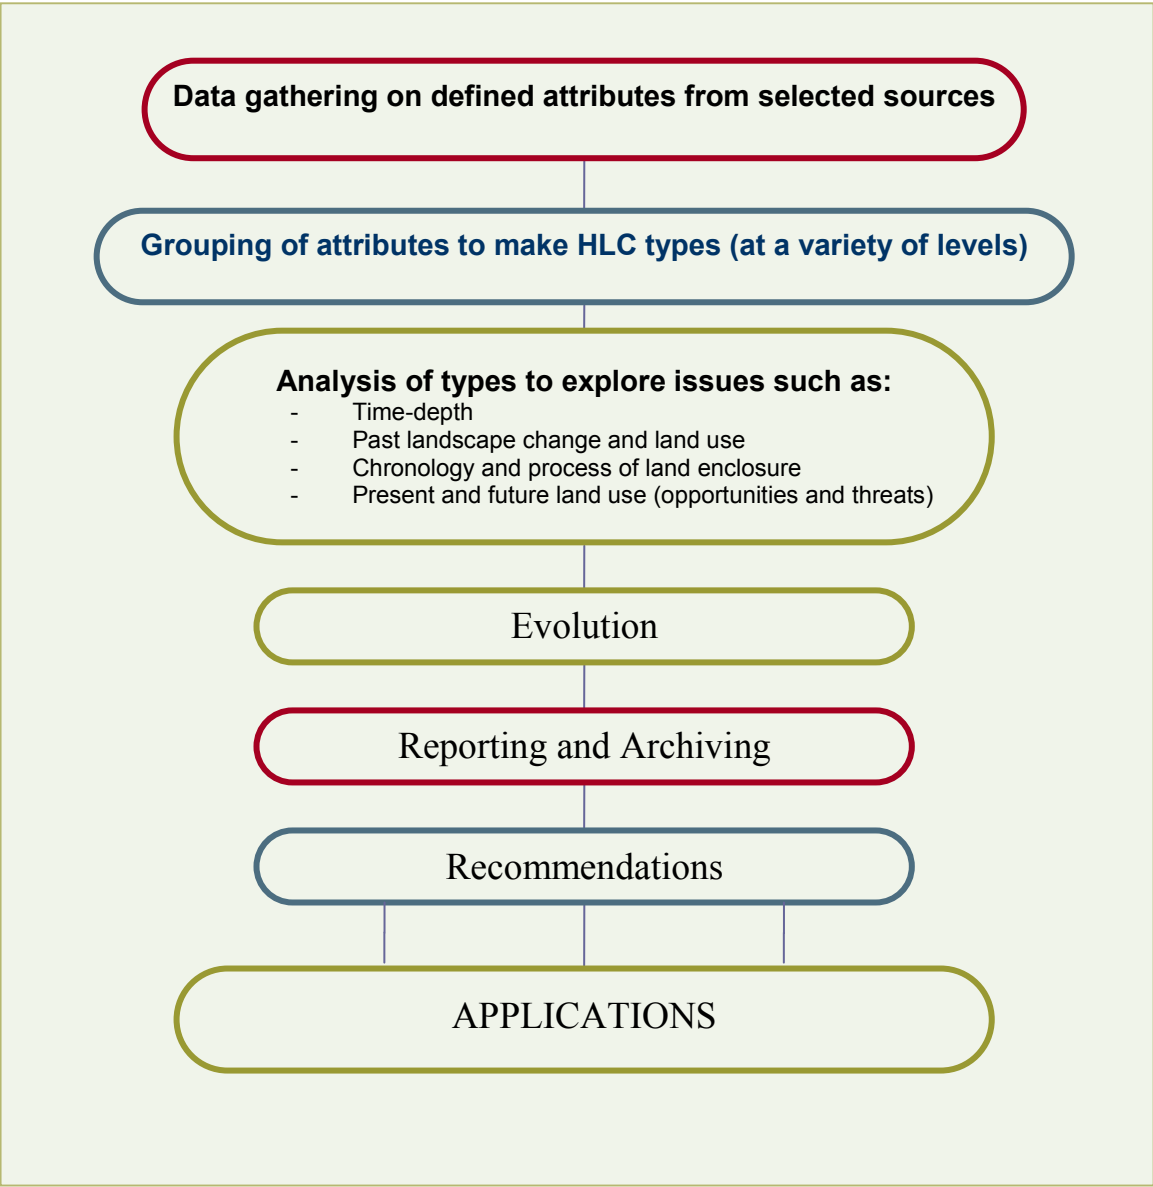 Data gathering on defined attributes from selected sources
Grouping of attributes to make HLC types (at a variety of levels)
Analysis of types to explore issues such as:
- Time-depth
- Past landscape change and land use
- Chronology and process of land enclosure
- Present and future land use (opportunities and threats)
Evolution
Reporting and Archiving
Recommendations
APPLICATIONS